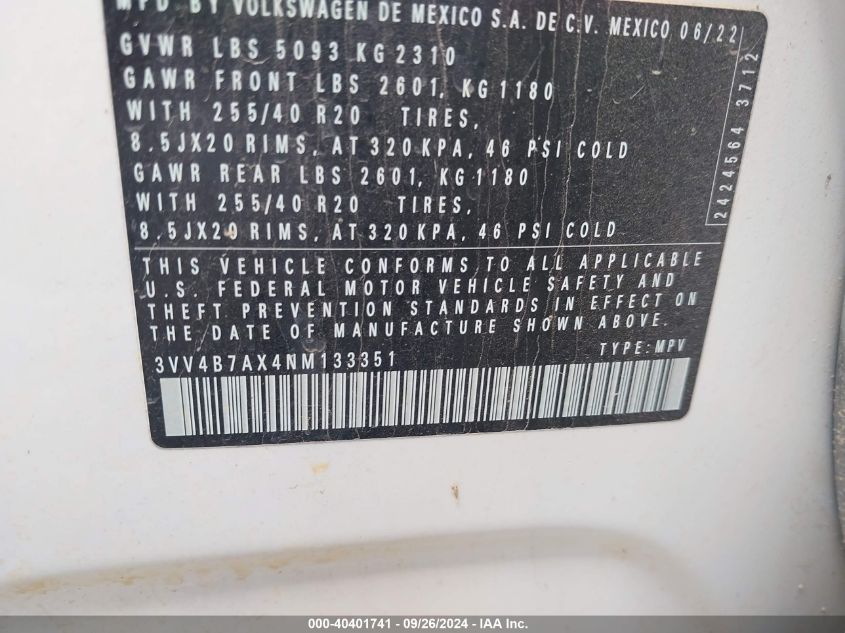 MFD BY VOLKSWAGEN DE MEXICO S.A. DE C.V. MEXICO 06/22
GVWR LBS 5093 KG 2310
GAWR FRONT LBS 2601, KG 1180
WITH 255/40 R20 TIRES,
8.5JX20 RIMS, AT 320 KPA, 46 PSI COLD
GAWR REAR LBS 2601, KG 1180
WITH 255/40 R20 TIRES,
8.5JX20 RIMS, AT 320 KPA, 46 PSI COLD
2424564 3712
THIS VEHICLE CONFORMS TO ALL APPLICABLE
U.S. FEDERAL MOTOR VEHICLE SAFETY AND
THEFT PREVENTION STANDARDS IN EFFECT ON
THE DATE OF MANUFACTURE SHOWN ABOVE.
3VV4B7AX4NM133351 TYPE:MPV
000-40401741 - 09/26/2024 - IAA Inc.